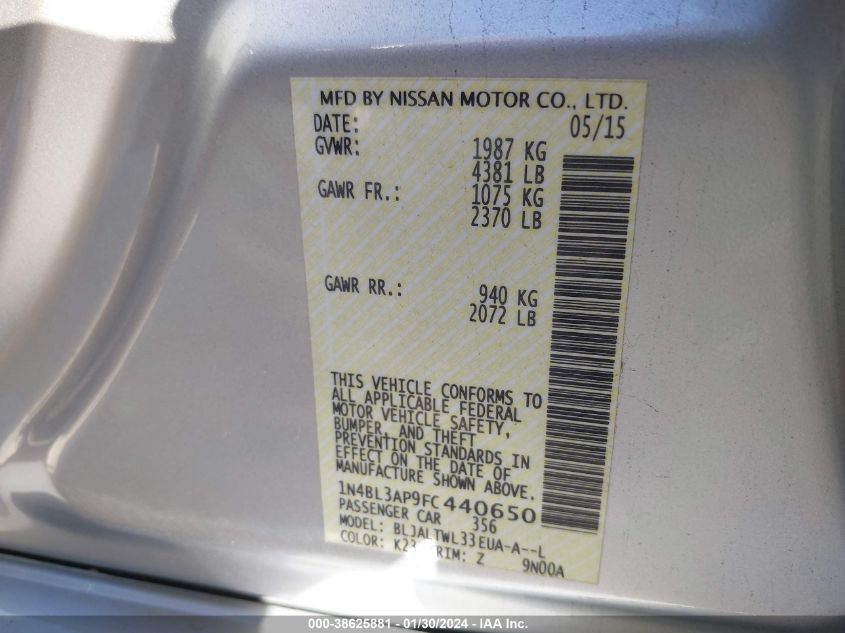 MFD BY NISSAN MOTOR CO., LTD.
DATE: 05/15
GVWR: 1987 KG
4381 LB
GAWR FR.: 1075 KG
2370 LB
GAWR RR.: 940 KG
2072 LB
THIS VEHICLE CONFORMS TO
ALL APPLICABLE FEDERAL
MOTOR VEHICLE SAFETY,
BUMPER, AND THEFT
PREVENTION STANDARDS IN
EFFECT ON THE DATE OF
MANUFACTURE SHOWN ABOVE.
1N4BL3AP9FC440650
PASSENGER CAR 356
MODEL: BLJALTWL33EUA-A--L
COLOR: K23 TRIM: Z 9N00A
000-38625881 / 01/30/2024 - IAA Inc.